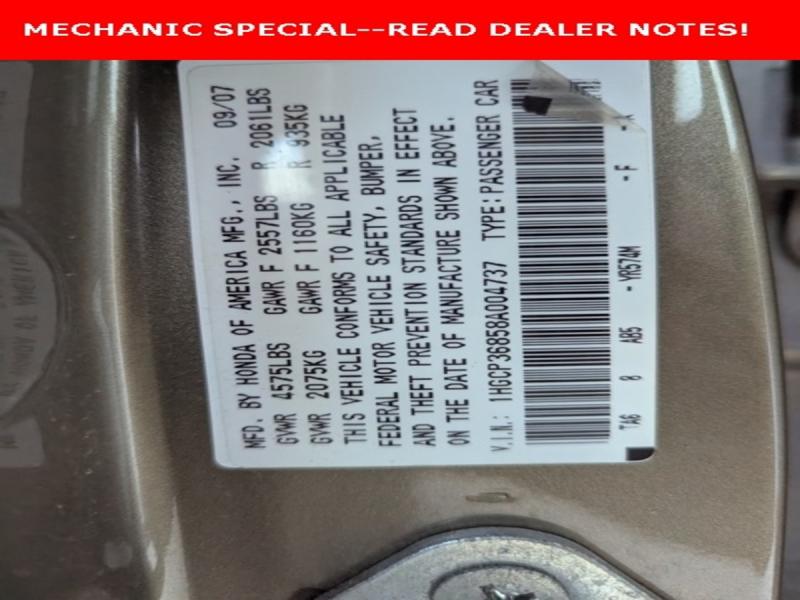 MECHANIC SPECIAL--READ DEALER NOTES!
MFD. BY HONDA OF AMERICA MFG., INC. 09/07
GVWR 4575LBS GAWR F 2557LBS R 2061LBS
GVWR 2075KG GAWR F 1160KG R 935KG
THIS VEHICLE CONFORMS TO ALL APPLICABLE
FEDERAL MOTOR VEHICLE SAFETY, BUMPER,
AND THEFT PREVENTION STANDARDS IN EFFECT
ON THE DATE OF MANUFACTURE SHOWN ABOVE.
V.I.N.: 1HGCP36858A004737 TYPE:PASSENGER CAR
TA6 0 AB5 -YR574M -F